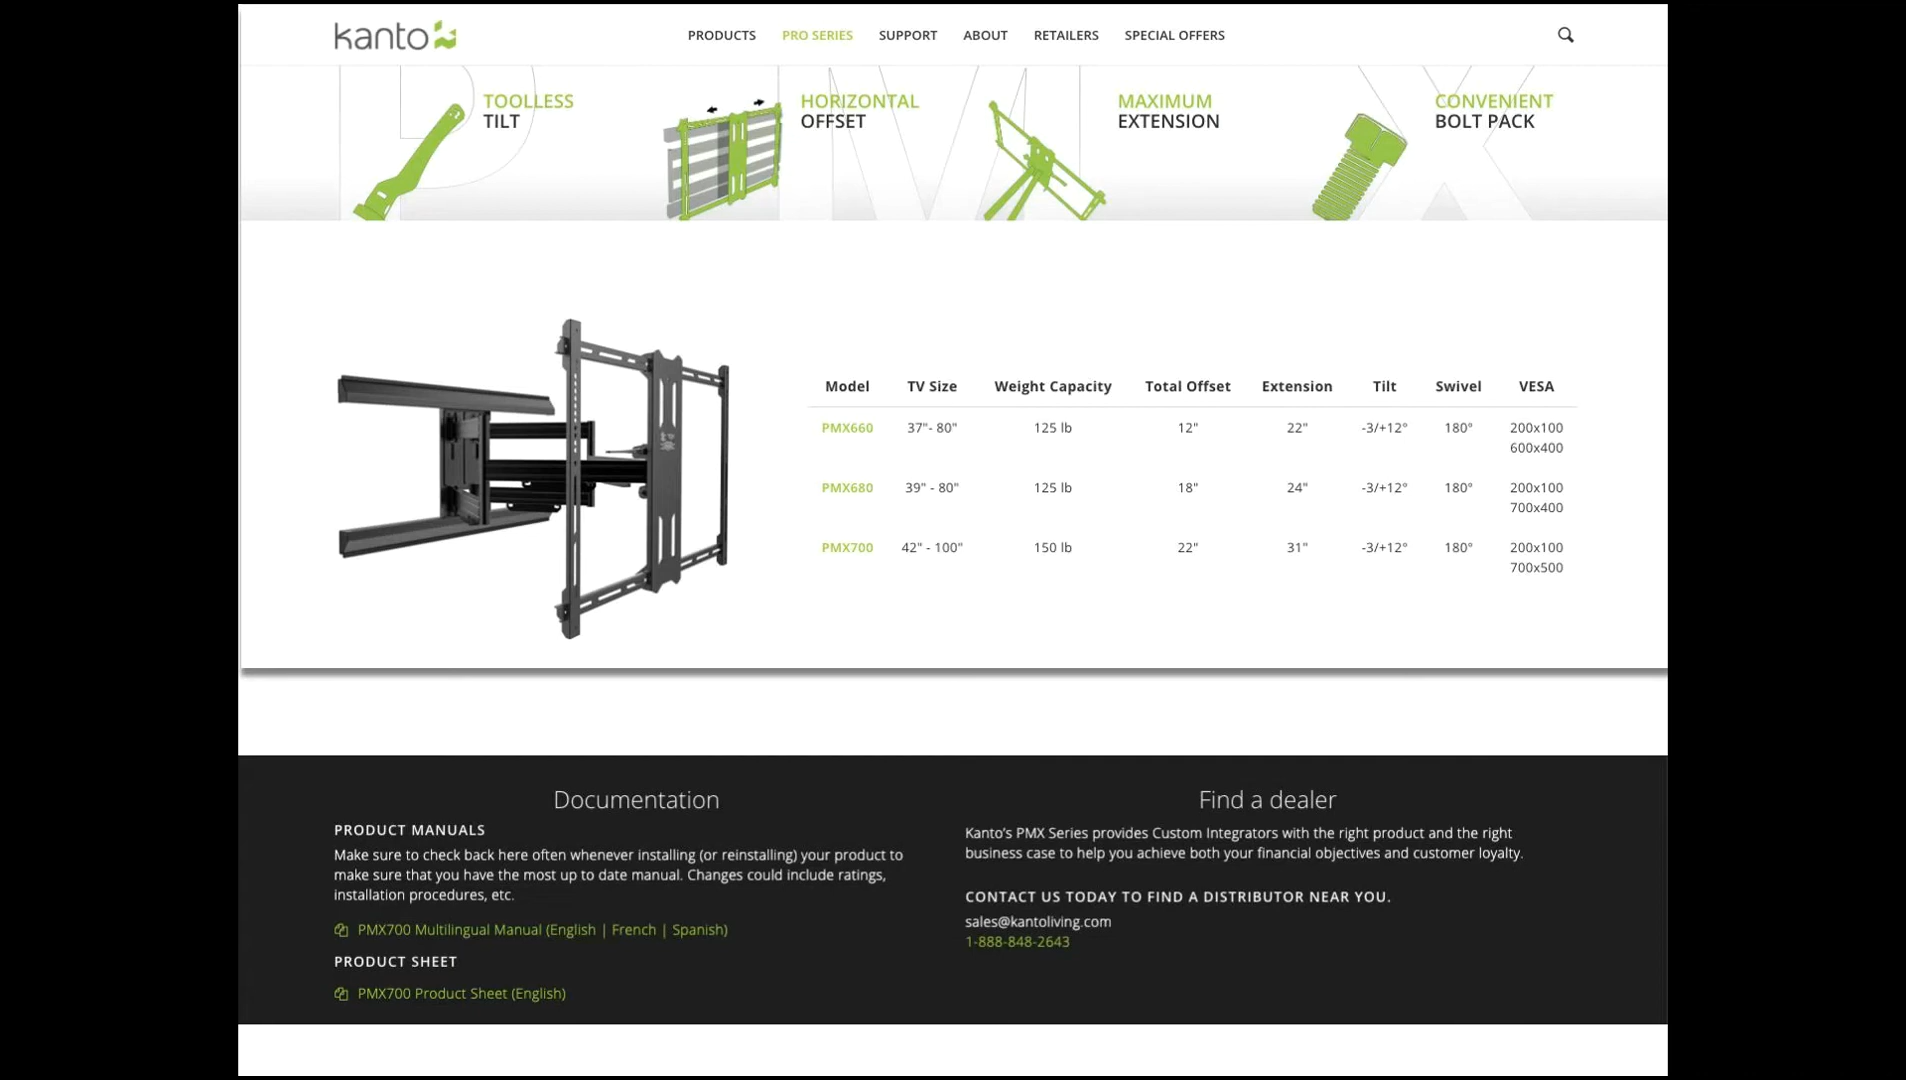 kanto
PRODUCTS PRO SERIES SUPPORT ABOUT RETAILERS SPECIAL OFFERS
TOOLLESS
TILT
HORIZONTAL
OFFSET
MAXIMUM
EXTENSION
CONVENIENT
BOLT PACK
Model TV Size Weight Capacity Total Offset Extension Tilt Swivel VESA
PMX660 37"- 80" 125 lb 12" 22" -3/+12° 180° 200x100
600x400
PMX680 39" - 80" 125 lb 18" 24" -3/+12° 180° 200x100
700x400
PMX700 42" - 100" 150 lb 22" 31" -3/+12° 180° 200x100
700x500
Documentation
PRODUCT MANUALS
Make sure to check back here often whenever installing (or reinstalling) your product to
make sure that you have the most up to date manual. Changes could include ratings,
installation procedures, etc.
PMX700 Multilingual Manual (English | French | Spanish)
PRODUCT SHEET
PMX700 Product Sheet (English)
Find a dealer
Kanto's PMX Series provides Custom Integrators with the right product and the right
business case to help you achieve both your financial objectives and customer loyalty.
CONTACT US TODAY TO FIND A DISTRIBUTOR NEAR YOU.
sales@kantoliving.com
1-888-848-2643